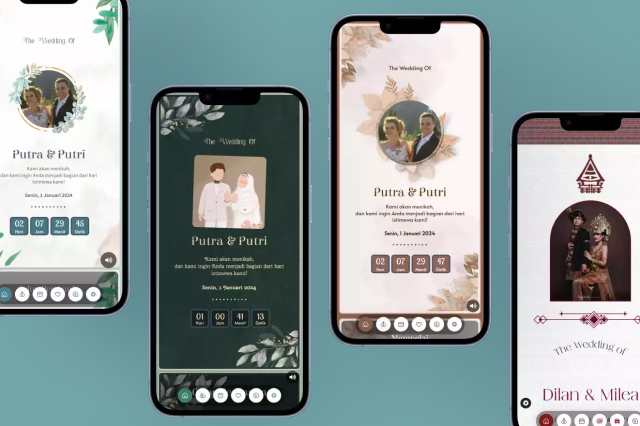 The Wedding Of
Putra & Putri
Kami akan menikah,
dan kami ingin Anda menjadi bagian dari hari
istimewa kami!
Senin, 1 Januari 2024
02 07 29 45
Hari Jam Menit Detik
The Wedding Of
Putra & Putri
Kami akan menikah,
dan kami ingin Anda menjadi bagian dari hari
istimewa kami!
Senin, 1 Januari 2024
01 00 41 13
Hari Jam Menit Detik
The Wedding Of
Putra & Putri
Kami akan menikah,
dan kami ingin Anda menjadi bagian dari hari
istimewa kami!
Senin, 1 Januari 2024
02 07 29 47
Hari Jam Menit Detik
The Wedding of
Dilan & Milea